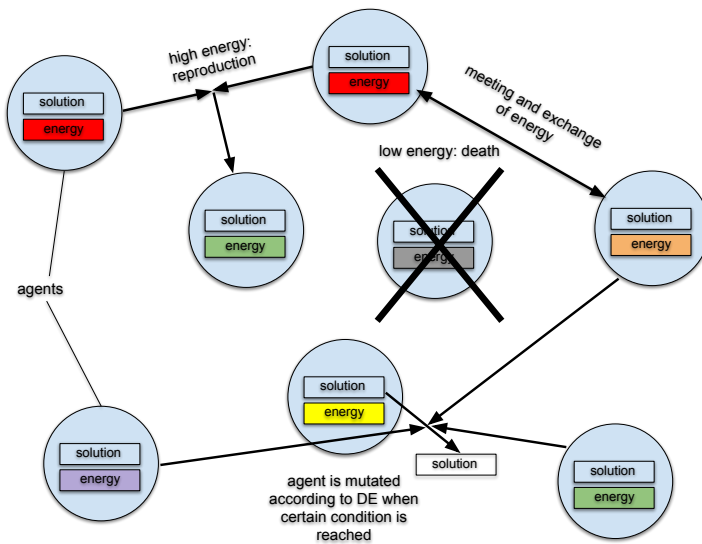 high energy:
reproduction
solution
energy
solution
energy
meeting and exchange
of energy
low energy: death
solution
energy
solution
energy
solution
energy
agents
solution
energy
solution
energy
solution
solution
energy
agent is mutated
according to DE when
certain condition is
reached